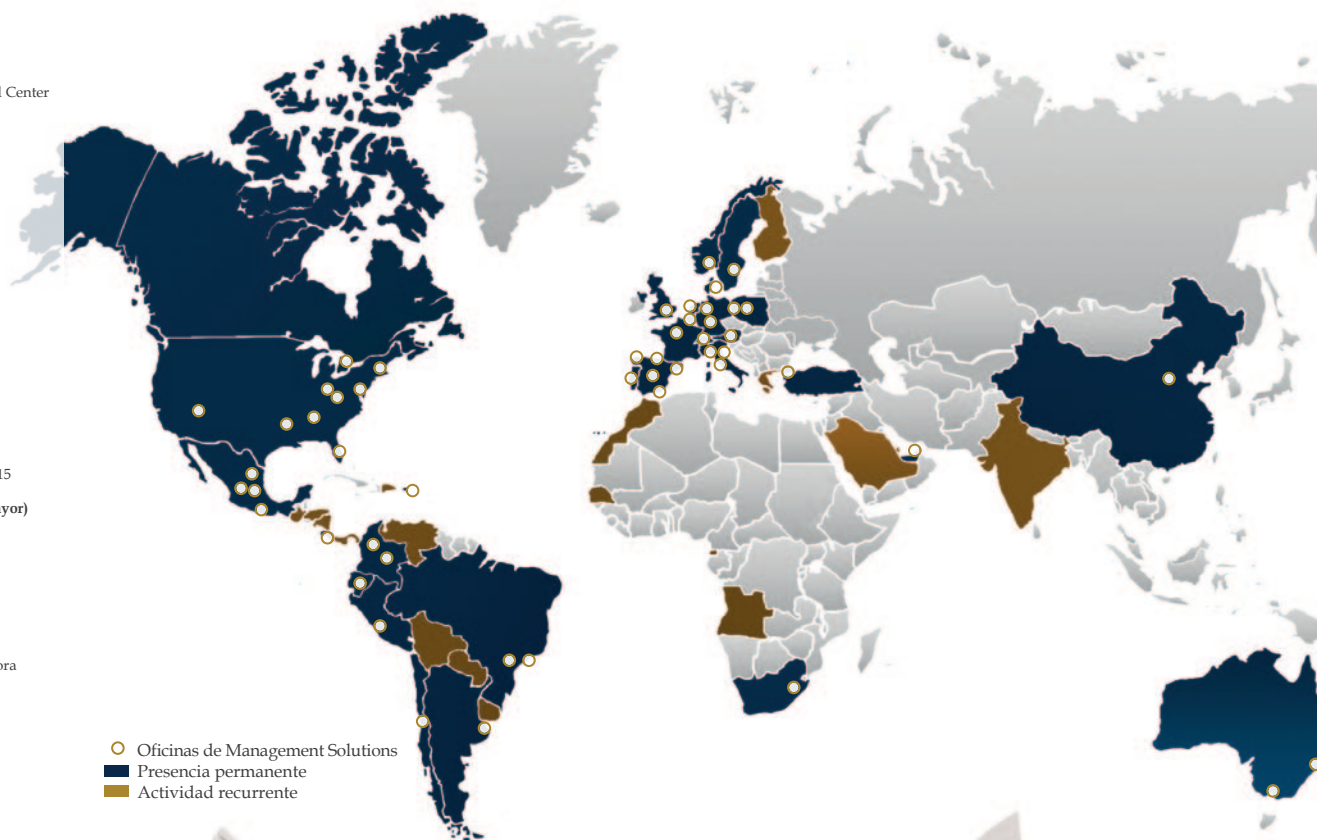 l Center
15
yor)
ora
Oficinas de Management Solutions
Presencia permanente
Actividad recurrente